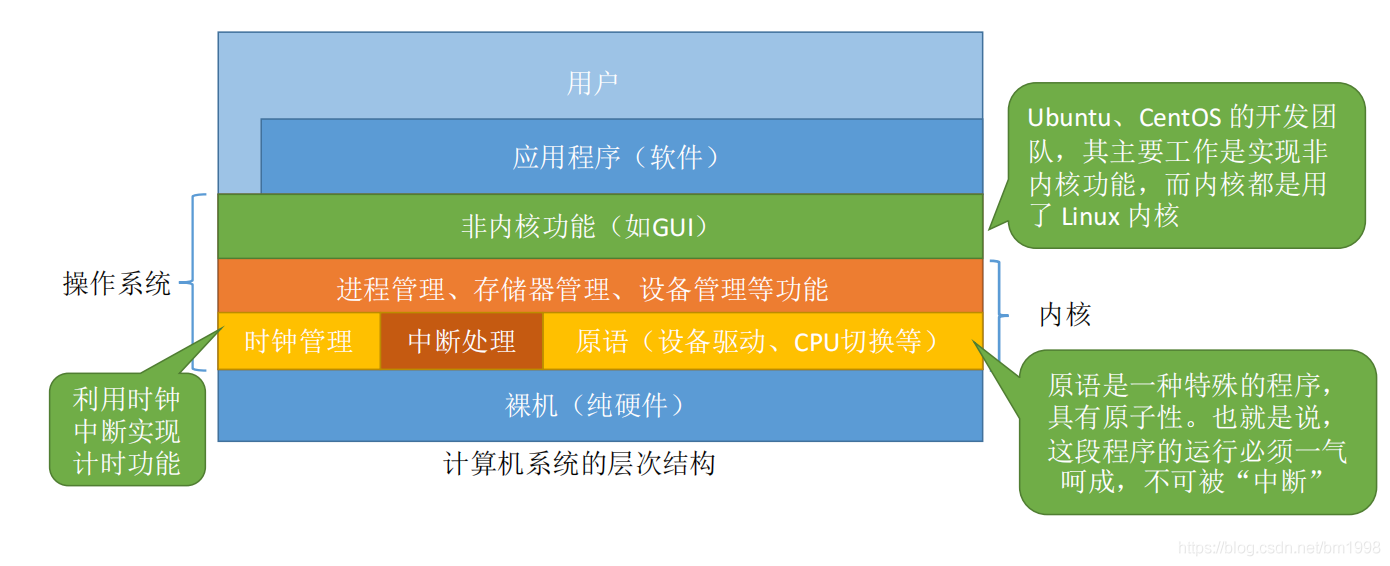 用户
应用程序（软件）
Ubuntu、CentOS 的开发团
队，其主要工作是实现非
内核功能，而内核都是用
了 Linux 内核
非内核功能（如GUI）
操作系统
进程管理、存储器管理、设备管理等功能
内核
时钟管理
中断处理
原语（设备驱动、CPU切换等）
利用时钟
中断实现
计时功能
裸机（纯硬件）
原语是一种特殊的程序，
具有原子性。也就是说，
这段程序的运行必须一气
呵成，不可被“中断”
计算机系统的层次结构
https://blog.csdn.net/bm1998